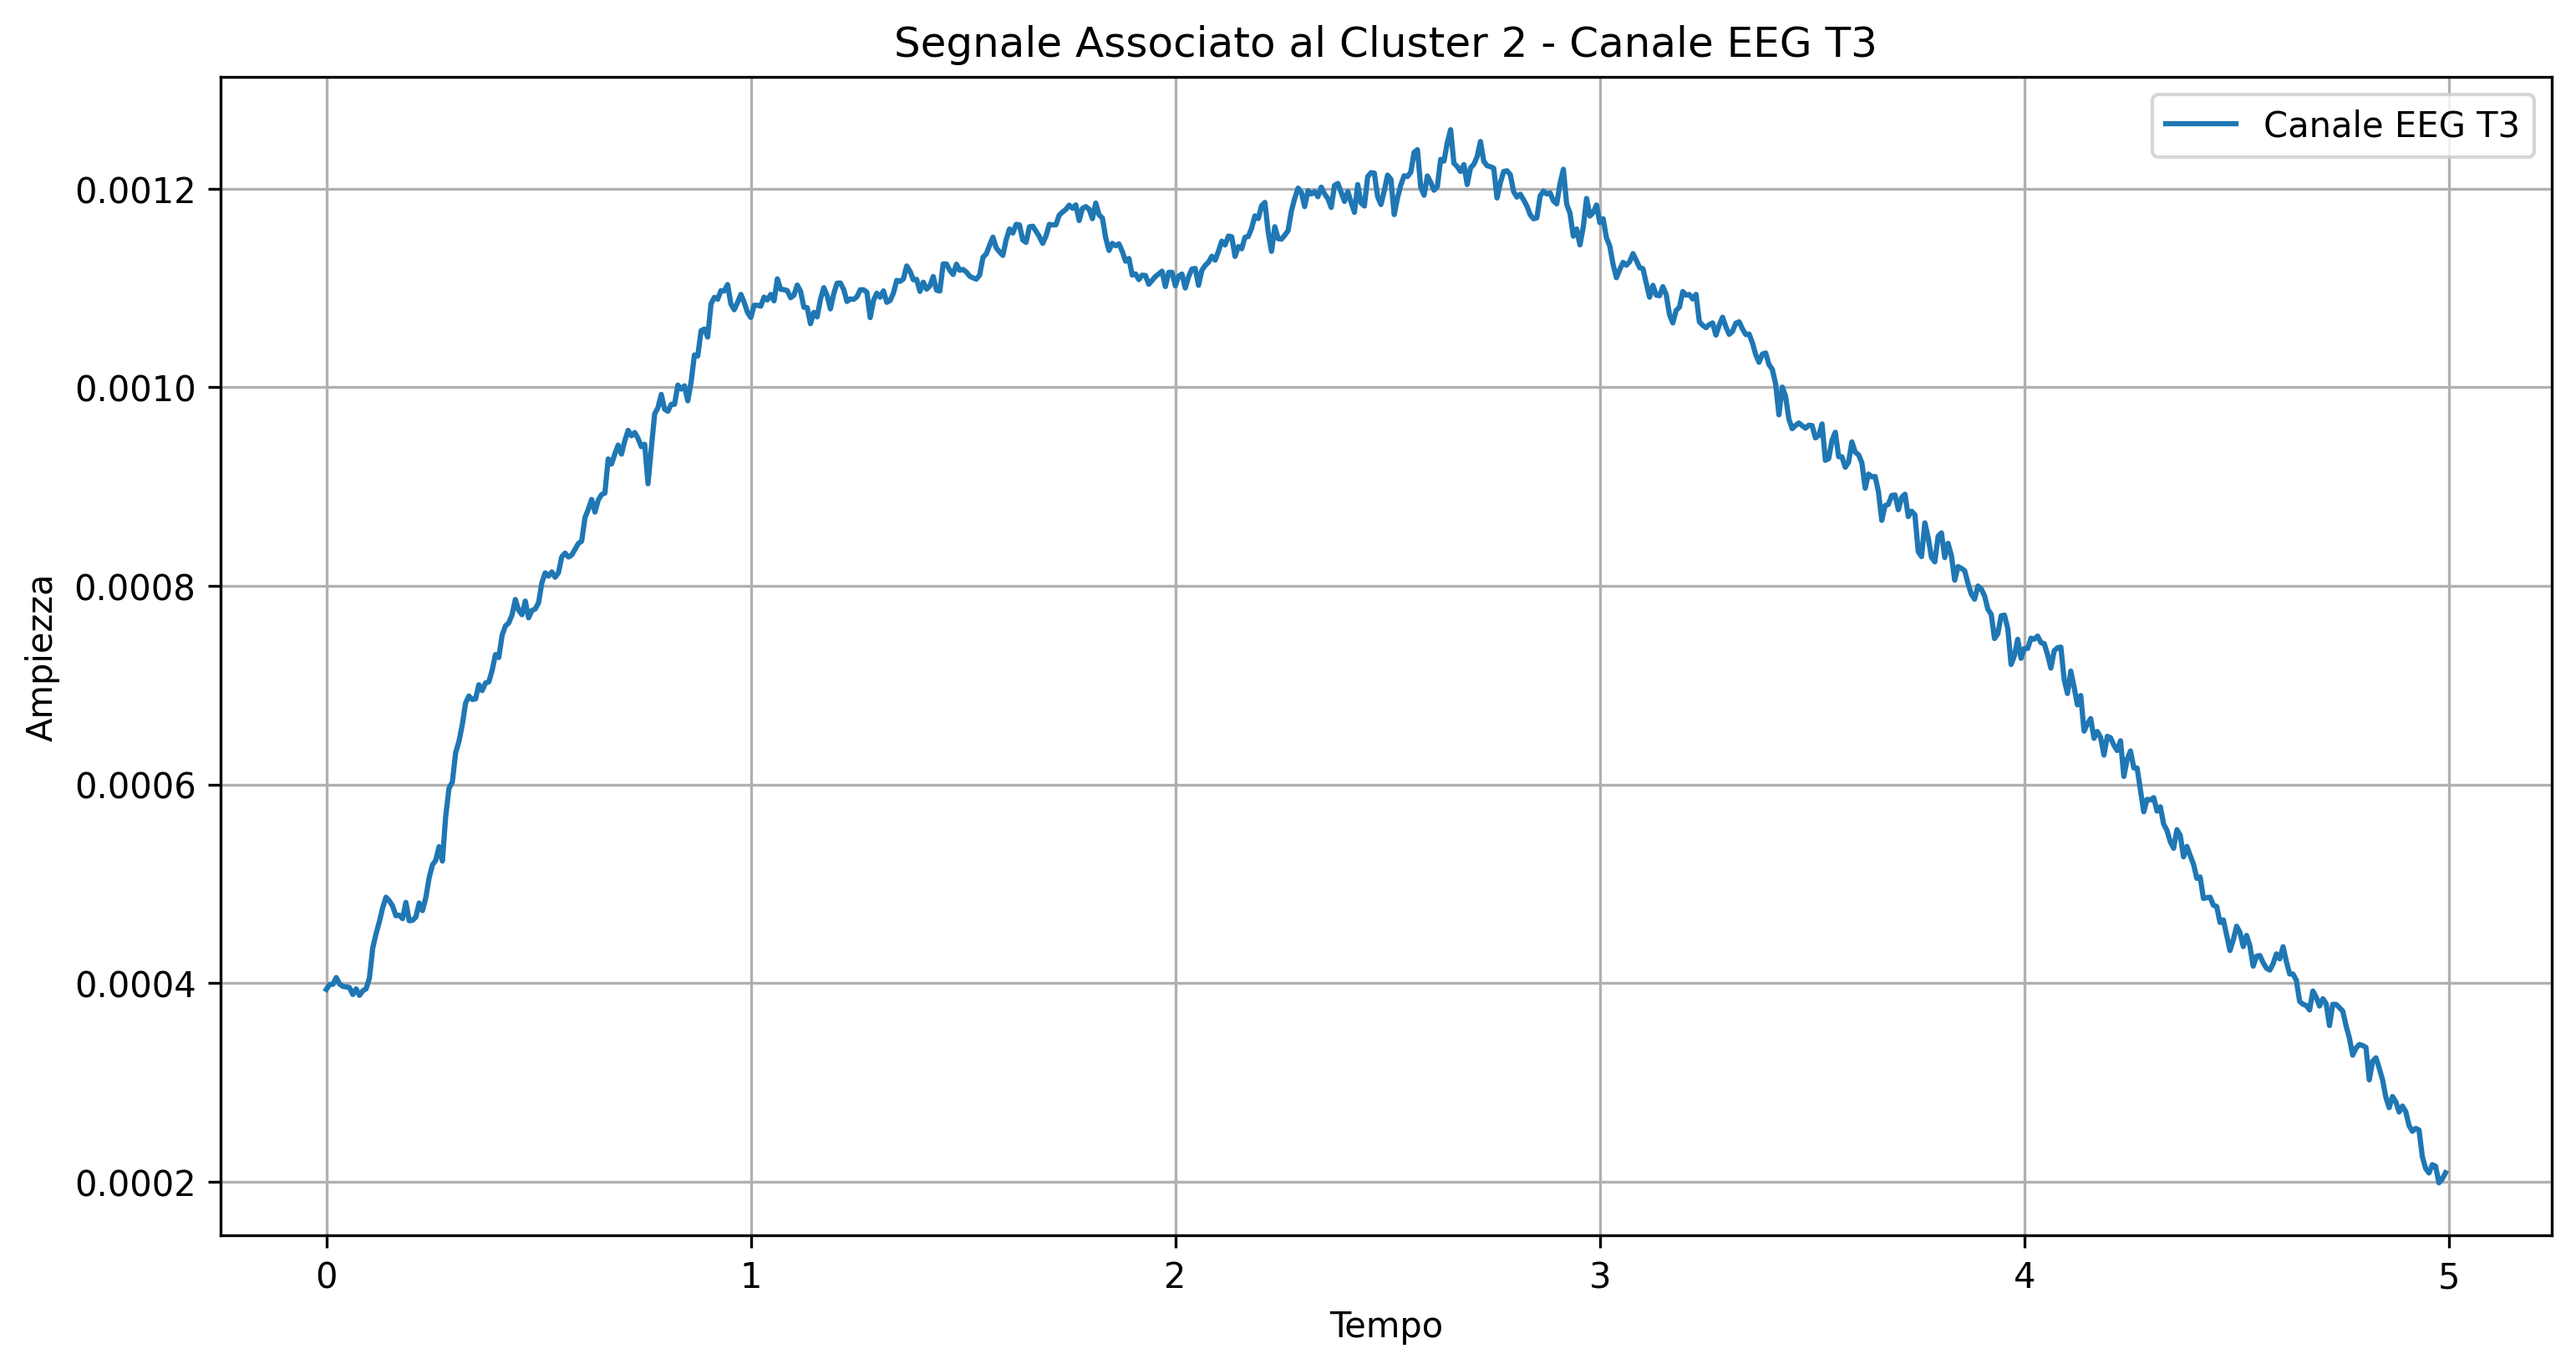 Segnale Associato al Cluster 2 - Canale EEG T3
Canale EEG T3
Ampiezza
0.0012
0.0010
0.0008
0.0006
0.0004
0.0002
0 1 2 3 4 5
Tempo